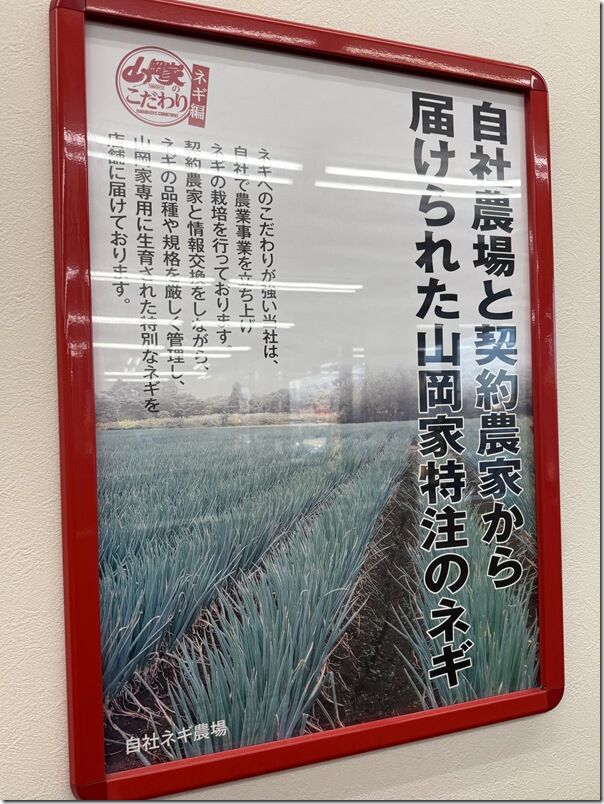 自社農場と契約農家から
届けられた山岡家特注のネギ
山岡家の
こだわり
ネギ編
ネギへのこだわりが強い当社は、
自社で農業事業を立ち上げ
ネギの栽培を行っております。
契約農家と情報交換をしながら、
ネギの品種や規格を厳しく管理し、
山岡家専用に生育された特別なネギを
店舗に届けております。
自社ネギ農場